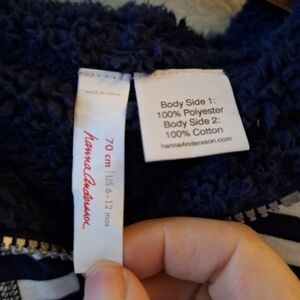 MADE IN CHINA
hanna Andersson
70 cm | US 6-12 mos
Body Side 1:
100% Polyester
Body Side 2:
100% Cotton
hannaAndersson.com